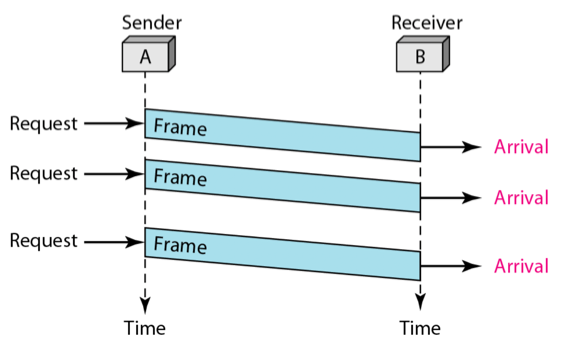 Sender
Receiver
A
B
Request
Frame
Arrival
Request
Frame
Arrival
Request
Frame
Arrival
Time
Time